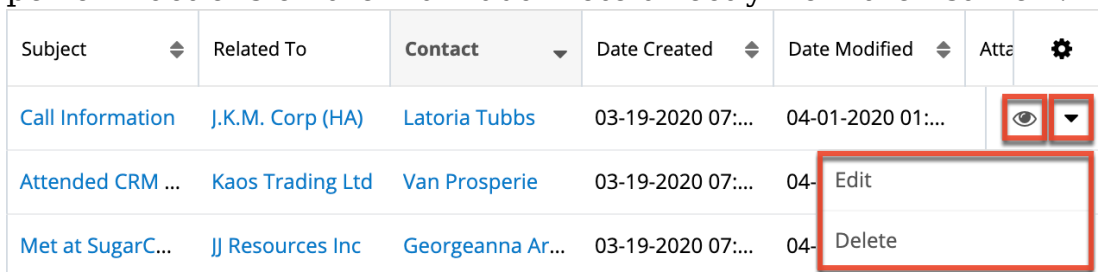 Subject Related To Contact Date Created Date Modified Atta
Call Information J.K.M. Corp (HA) Latoria Tubbs 03-19-2020 07:... 04-01-2020 01:...
Attended CRM ... Kaos Trading Ltd Van Prosperie 03-19-2020 07:... 04- Edit
Met at SugarC... JJ Resources Inc Georgeanna Ar... 03-19-2020 07:... 04- Delete